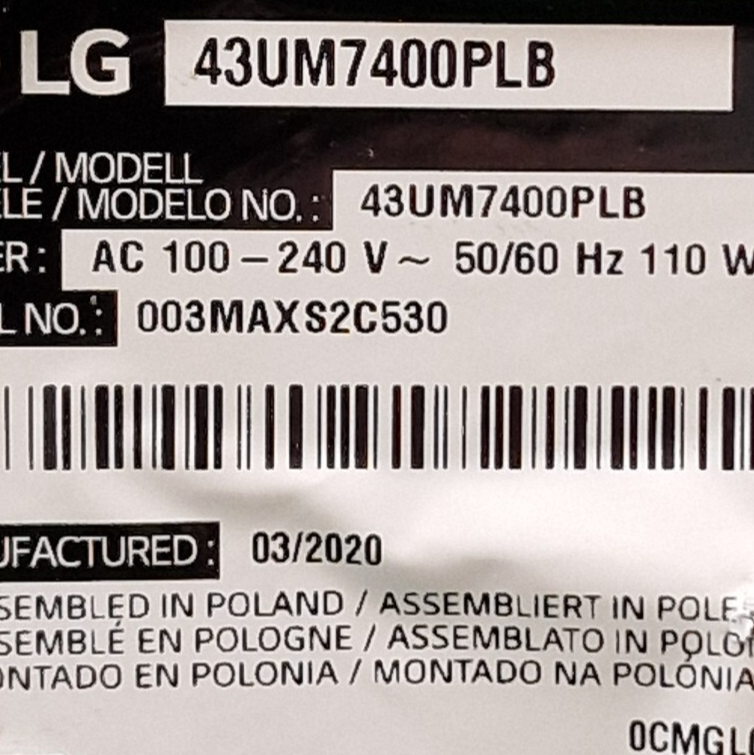 LG 43UM7400PLB
L / MODELL
LE / MODELO NO. : 43UM7400PLB
ER : AC 100 – 240 V ~ 50/60 Hz 110 W
L NO. : 003MAXS2C530
UFACTURED : 03/2020
SEMBLED IN POLAND / ASSEMBLIERT IN POLE
SEMBLÉ EN POLOGNE / ASSEMBLATO IN POLO
ONTADO EN POLONIA / MONTADO NA POLÓNIA
0CMGL